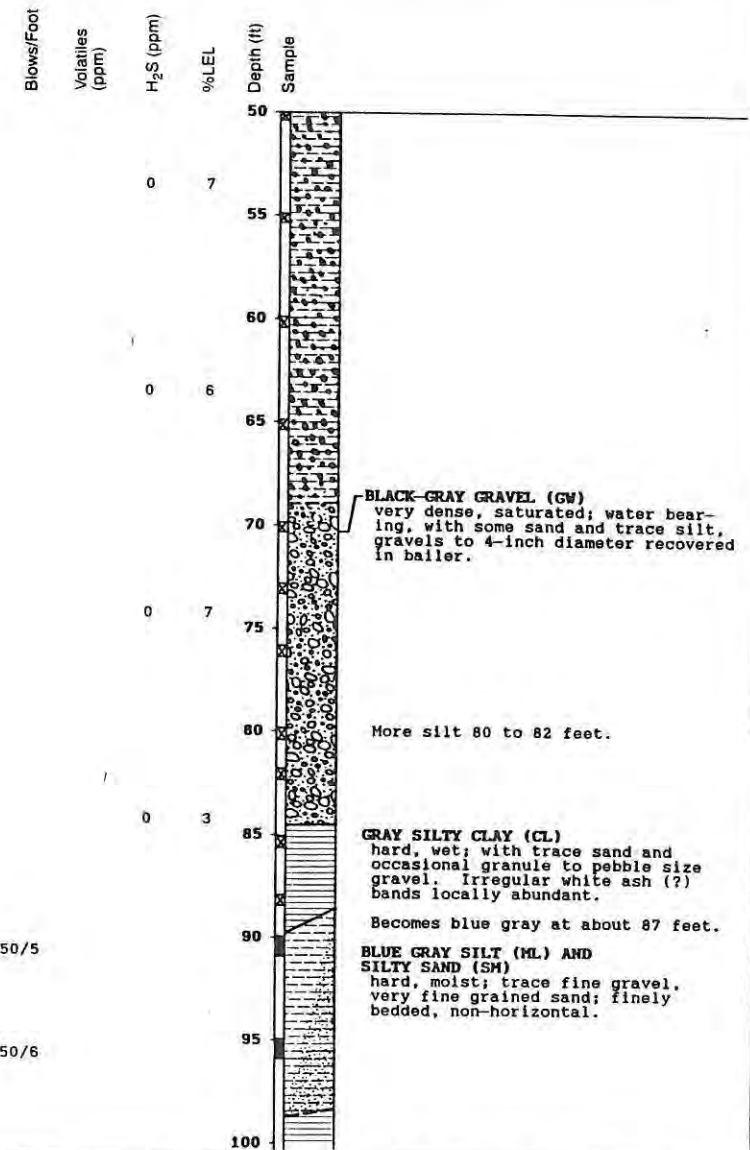 Blows/Foot
Volatiles
(ppm)
H₂S (ppm)
%LEL
Depth (ft)
Sample
50
0 7
55
60
0 6
65
BLACK-GRAY GRAVEL (GW)
very dense, saturated; water bear-
70
ing, with some sand and trace silt,
gravels to 4-inch diameter recovered
in bailer.
0 7
75
80 More silt 80 to 82 feet.
0 3
85 GRAY SILTY CLAY (CL)
hard, wet; with trace sand and
occasional granule to pebble size
gravel. Irregular white ash (?)
bands locally abundant.
Becomes blue gray at about 87 feet.
90
50/5
BLUE GRAY SILT (ML) AND
SILTY SAND (SM)
hard, moist; trace fine gravel,
very fine grained sand; finely
bedded, non-horizontal.
95
50/6
100